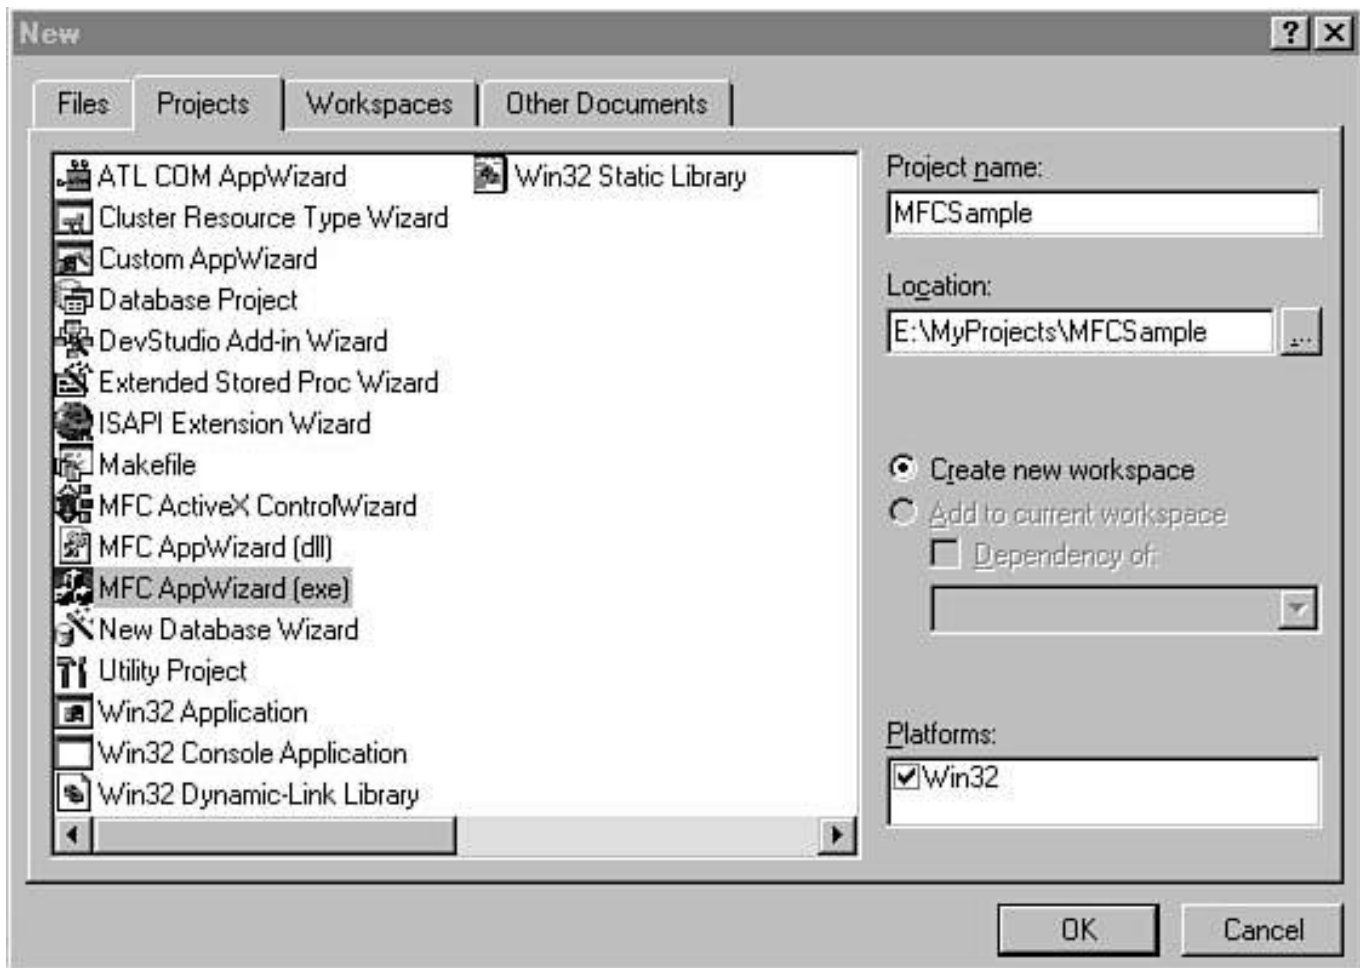 New
Files Projects Workspaces Other Documents
ATL COM AppWizard
Cluster Resource Type Wizard
Custom AppWizard
Database Project
DevStudio Add-in Wizard
Extended Stored Proc Wizard
ISAPI Extension Wizard
Makefile
MFC ActiveX ControlWizard
MFC AppWizard (dll)
MFC AppWizard (exe)
New Database Wizard
Utility Project
Win32 Application
Win32 Console Application
Win32 Dynamic-Link Library
Win32 Static Library
Project name:
MFCSample
Location:
E:\MyProjects\MFCSample
...
Create new workspace
Add to current workspace
Dependency of:
Platforms:
Win32
OK Cancel